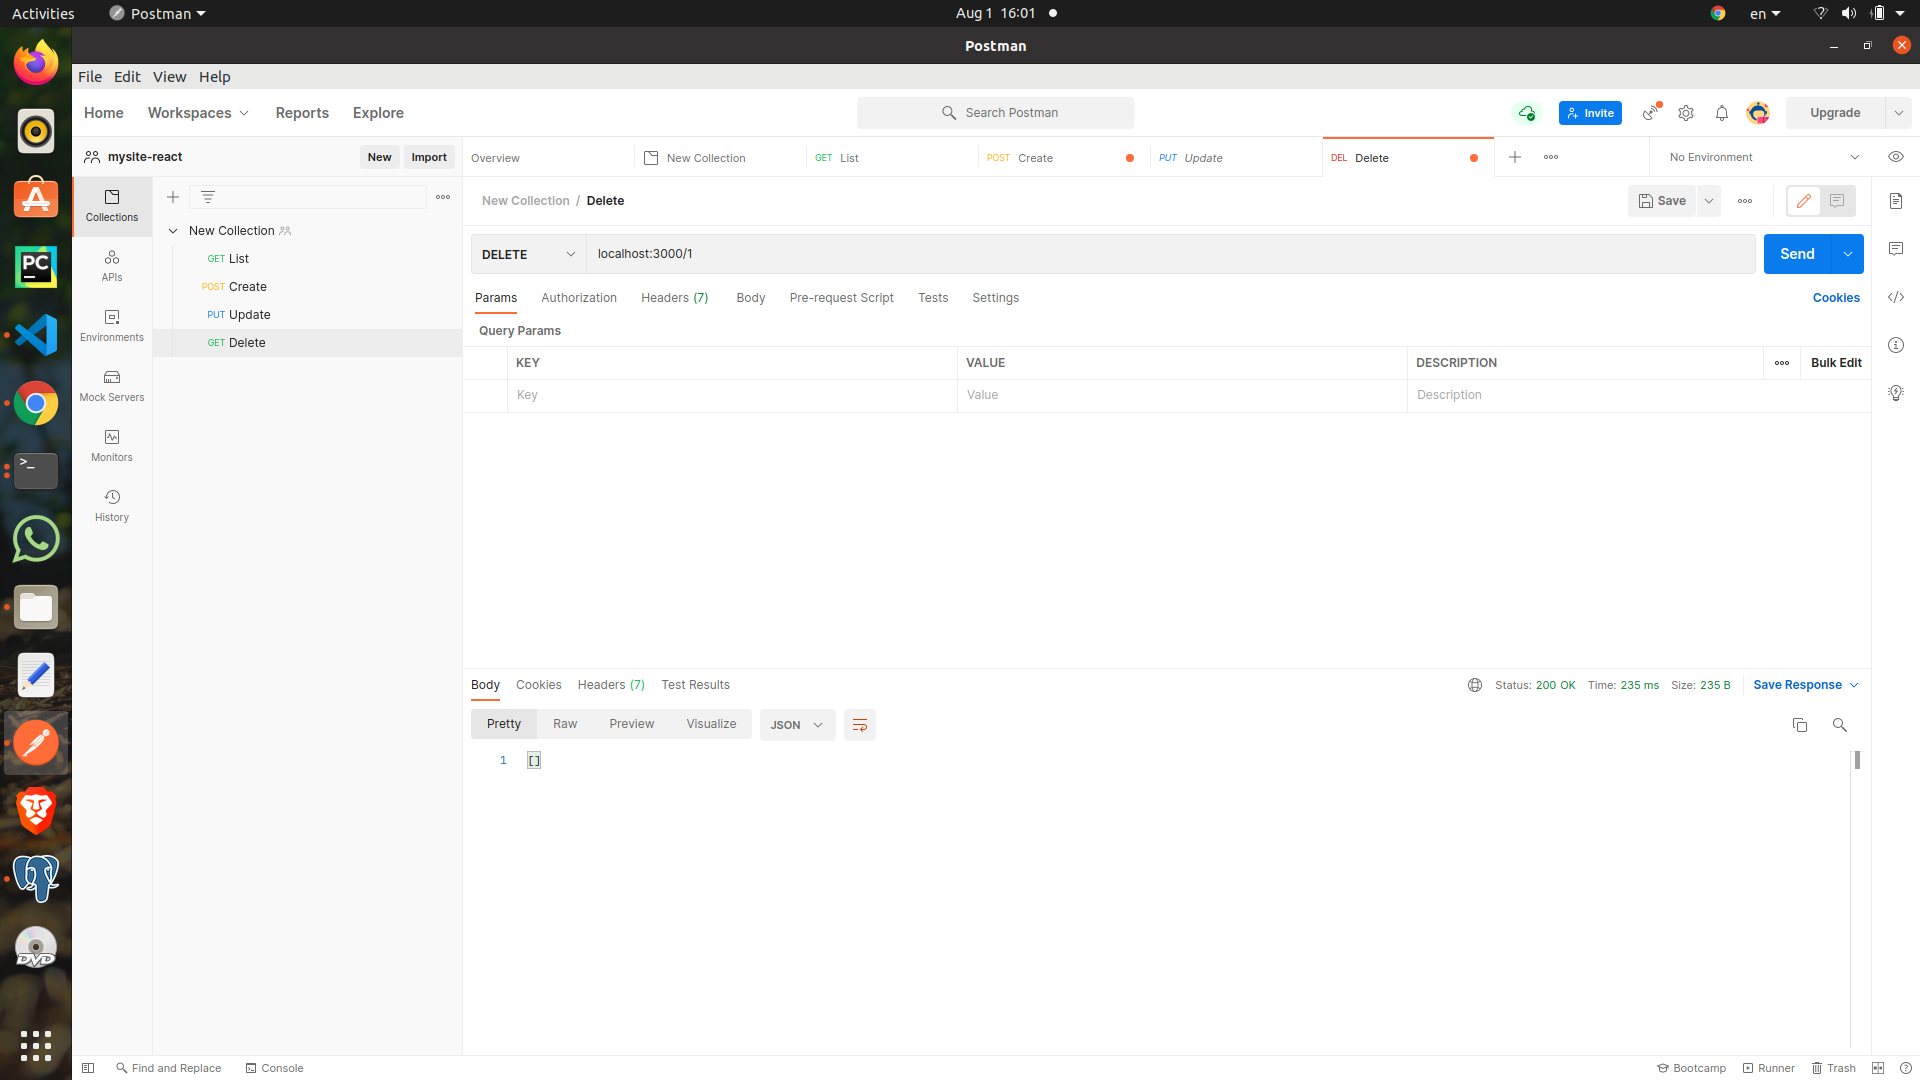 Activities Postman Aug 1 16:01 en
Postman
File Edit View Help
Home Workspaces Reports Explore Search Postman Invite Upgrade
mysite-react New Import Overview New Collection GET List POST Create PUT Update DEL Delete No Environment
Collections
New Collection / Delete Save
New Collection
DELETE localhost:3000/1 Send
GET List
APIs
POST Create
Params Authorization Headers (7) Body Pre-request Script Tests Settings Cookies
PUT Update
Query Params
Environments
GET Delete
KEY VALUE DESCRIPTION Bulk Edit
Key Value Description
Mock Servers
Monitors
>_
History
Body Cookies Headers (7) Test Results Status: 200 OK Time: 235 ms Size: 235 B Save Response
Pretty Raw Preview Visualize JSON
1 []
PC
DVD
Find and Replace Console Bootcamp Runner Trash